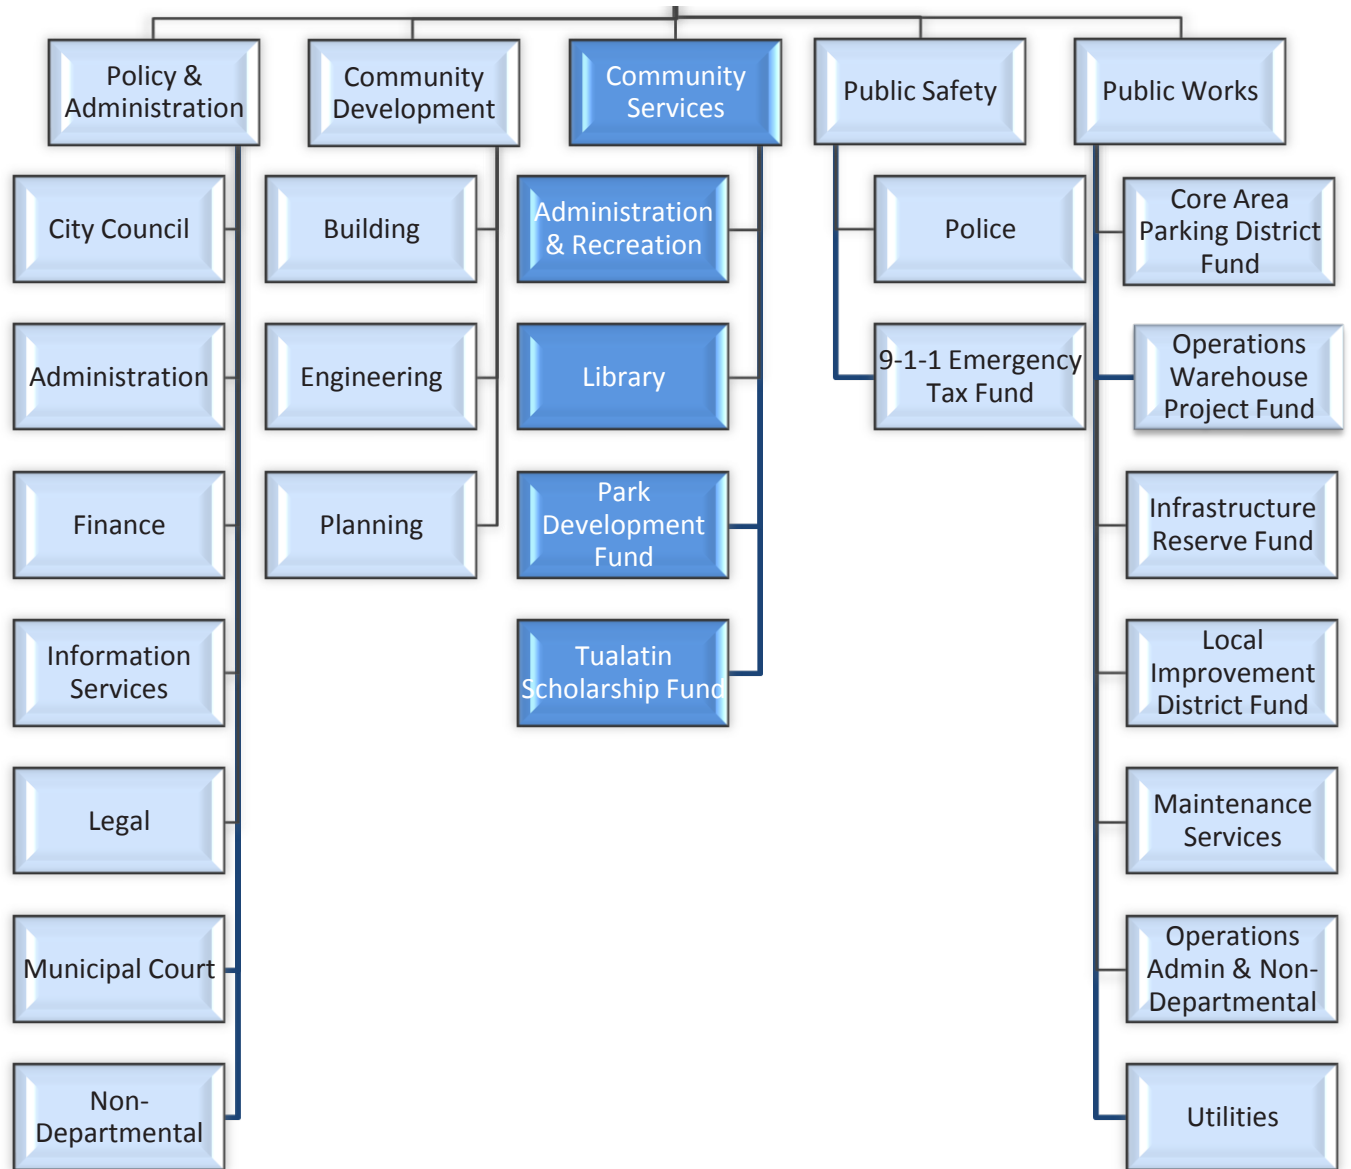 Policy &
Administration
Community
Development
Community
Services
Public Safety
Public Works
City Council
Administration
Finance
Information
Services
Legal
Municipal Court
Non-
Departmental
Building
Engineering
Planning
Administration
& Recreation
Library
Park
Development
Fund
Tualatin
Scholarship Fund
Police
9-1-1 Emergency
Tax Fund
Core Area
Parking District
Fund
Operations
Warehouse
Project Fund
Infrastructure
Reserve Fund
Local
Improvement
District Fund
Maintenance
Services
Operations
Admin & Non-
Departmental
Utilities